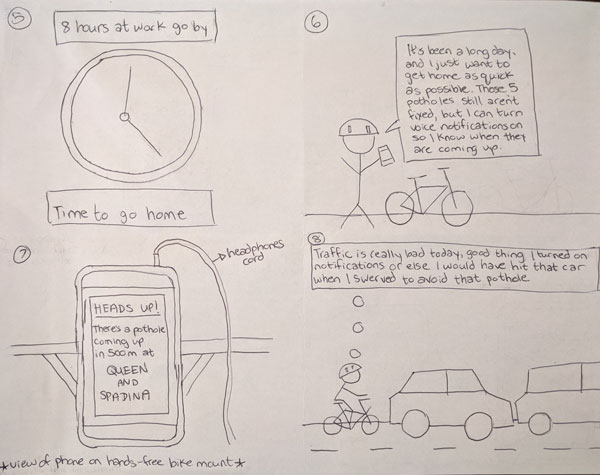 5
8 hours at work go by
Time to go home
6
It's been a long day,
and I just want to
get home as quick
as possible. Those 5
potholes still aren't
fixed, but I can turn
voice notifications on
so I know when they
are coming up.
7
headphones
cord
HEADS UP!
There's a pothole
coming up
in 500m at
QUEEN
AND
SPADINA
*view of phone on hands-free bike mount*
8
Traffic is really bad today, good thing I turned on
notifications or else I would have hit that car
when I swerved to avoid that pothole